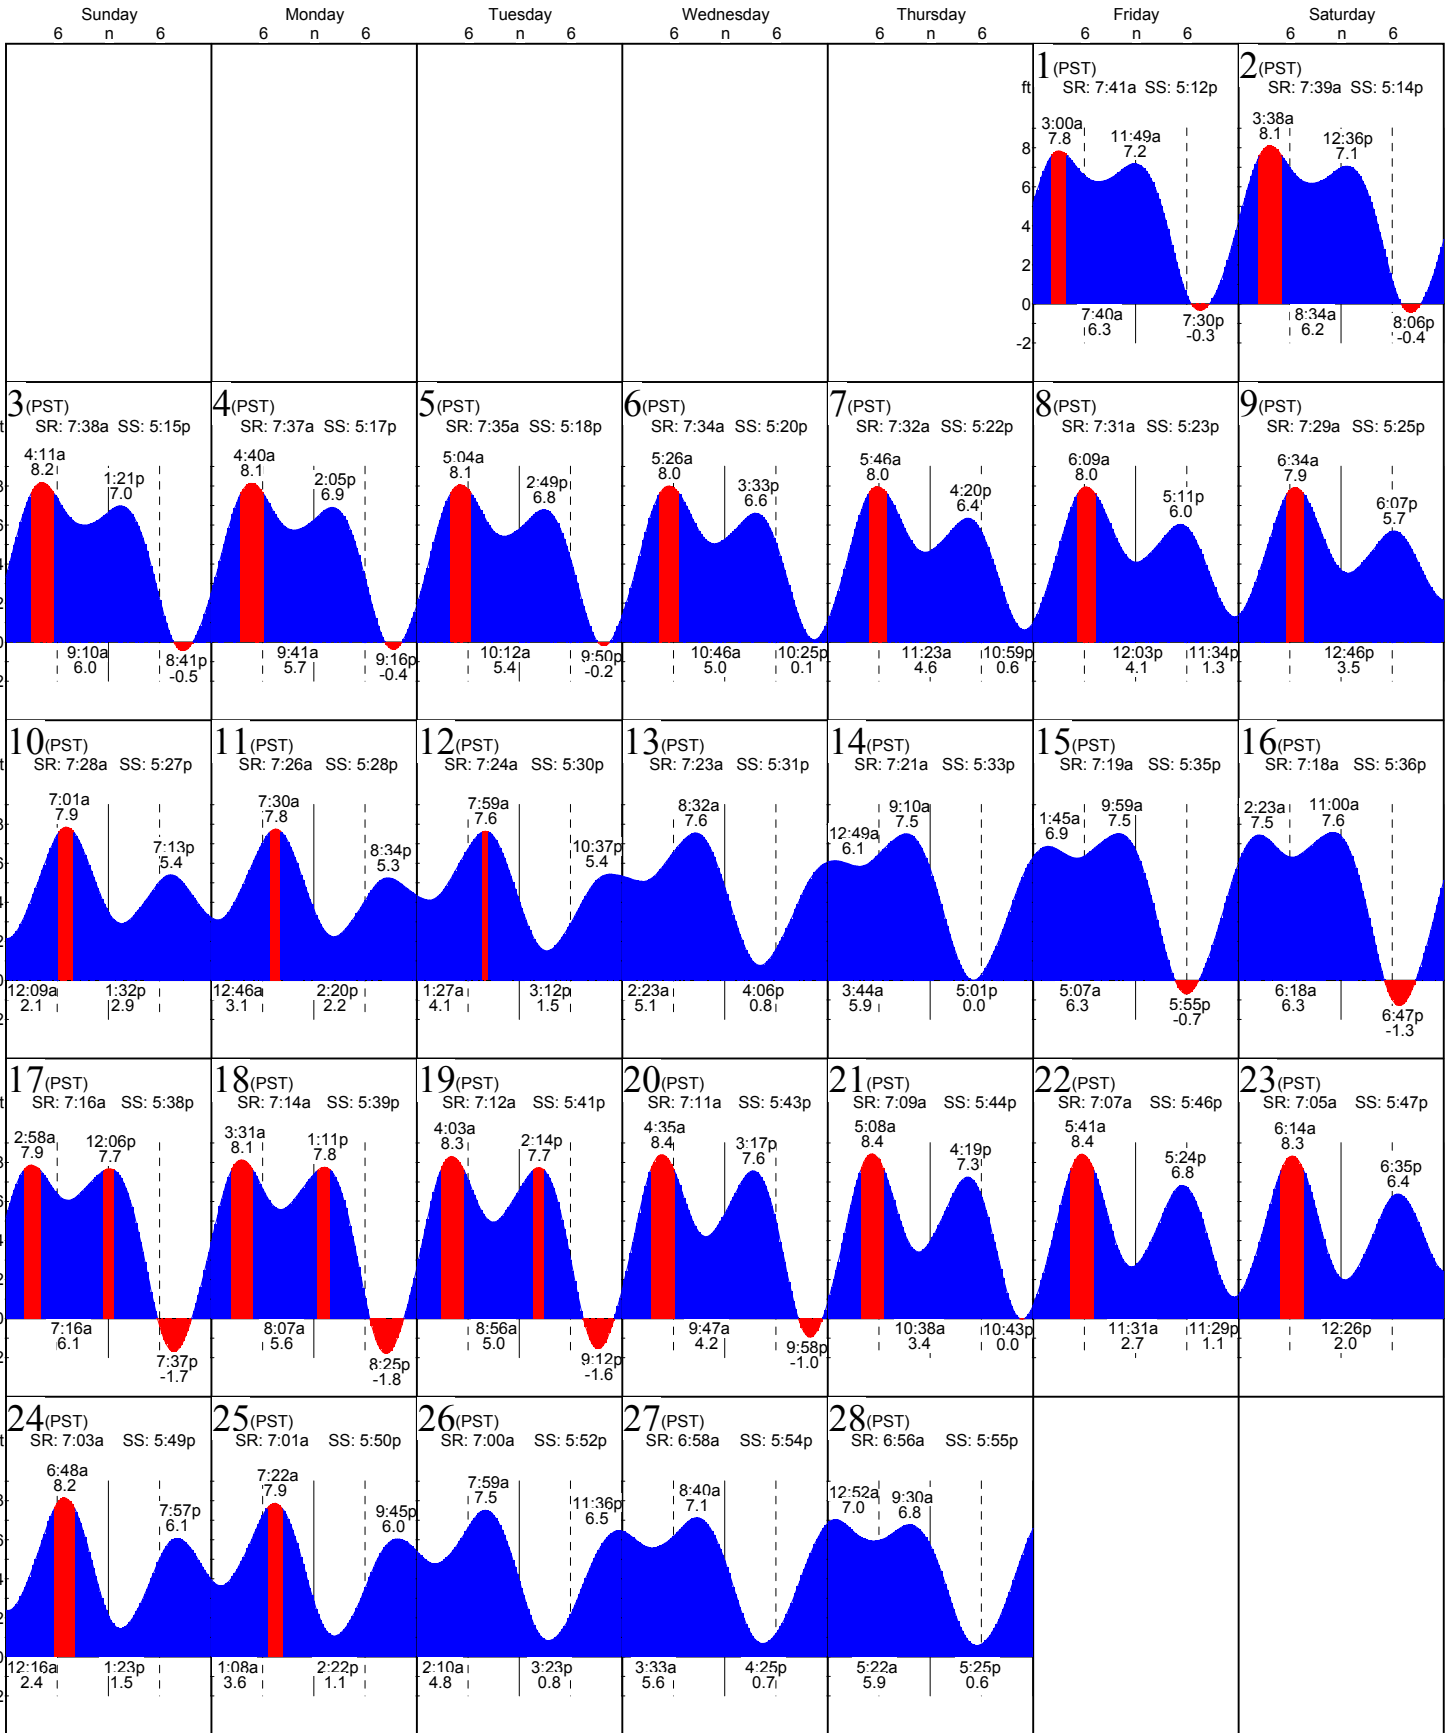 Sunday Monday Tuesday Wednesday Thursday Friday Saturday
6 n 6 6 n 6 6 n 6 6 n 6 6 n 6 6 n 6 6 n 6
1(PST) 2(PST)
ft SR: 7:41a SS: 5:12p SR: 7:39a SS: 5:14p
3:00a 11:49a 3:38a 12:36p
7.8 7.2 8.1 7.1
8
6
4
2
0
7:40a 7:30p 8:34a 8:06p
6.3 -0.3 6.2 -0.4
-2
3(PST) 4(PST) 5(PST) 6(PST) 7(PST) 8(PST) 9(PST)
SR: 7:38a SS: 5:15p SR: 7:37a SS: 5:17p SR: 7:35a SS: 5:18p SR: 7:34a SS: 5:20p SR: 7:32a SS: 5:22p SR: 7:31a SS: 5:23p SR: 7:29a SS: 5:25p
4:11a 1:21p 4:40a 2:05p 5:04a 2:49p 5:26a 3:33p 5:46a 4:20p 6:09a 5:11p 6:34a 6:07p
8.2 7.0 8.1 6.9 8.1 6.8 8.0 6.6 8.0 6.4 8.0 6.0 7.9 5.7
9:10a 8:41p 9:41a 9:16p 10:12a 9:50p 10:46a 10:25p 11:23a 10:59p 12:03p 11:34p 12:46p
6.0 -0.5 5.7 -0.4 5.4 -0.2 5.0 0.1 4.6 0.6 4.1 1.3 3.5
10(PST) 11(PST) 12(PST) 13(PST) 14(PST) 15(PST) 16(PST)
SR: 7:28a SS: 5:27p SR: 7:26a SS: 5:28p SR: 7:24a SS: 5:30p SR: 7:23a SS: 5:31p SR: 7:21a SS: 5:33p SR: 7:19a SS: 5:35p SR: 7:18a SS: 5:36p
7:01a 7:13p 7:30a 8:34p 7:59a 10:37p 8:32a 12:49a 9:10a 1:45a 9:59a 2:23a 11:00a
7.9 5.4 7.8 5.3 7.6 5.4 7.6 6.1 7.5 6.9 7.5 7.5 7.6
12:09a 1:32p 12:46a 2:20p 1:27a 3:12p 2:23a 4:06p 3:44a 5:01p 5:07a 5:55p 6:18a 6:47p
2.1 2.9 3.1 2.2 4.1 1.5 5.1 0.8 5.9 0.0 6.3 -0.7 6.3 -1.3
17(PST) 18(PST) 19(PST) 20(PST) 21(PST) 22(PST) 23(PST)
SR: 7:16a SS: 5:38p SR: 7:14a SS: 5:39p SR: 7:12a SS: 5:41p SR: 7:11a SS: 5:43p SR: 7:09a SS: 5:44p SR: 7:07a SS: 5:46p SR: 7:05a SS: 5:47p
2:58a 12:06p 3:31a 1:11p 4:03a 2:14p 4:35a 3:17p 5:08a 4:19p 5:41a 5:24p 6:14a 6:35p
7.9 7.7 8.1 7.8 8.3 7.7 8.4 7.6 8.4 7.3 8.4 6.8 8.3 6.4
7:16a 7:37p 8:07a 8:25p 8:56a 9:12p 9:47a 9:58p 10:38a 10:43p 11:31a 11:29p 12:26p
6.1 -1.7 5.6 -1.8 5.0 -1.6 4.2 -1.0 3.4 0.0 2.7 1.1 2.0
24(PST) 25(PST) 26(PST) 27(PST) 28(PST)
SR: 7:03a SS: 5:49p SR: 7:01a SS: 5:50p SR: 7:00a SS: 5:52p SR: 6:58a SS: 5:54p SR: 6:56a SS: 5:55p
6:48a 7:57p 7:22a 9:45p 7:59a 11:36p 8:40a 12:52a 9:30a
8.2 6.1 7.9 6.0 7.5 6.5 7.1 7.0 6.8
12:16a 1:23p 1:08a 2:22p 2:10a 3:23p 3:33a 4:25p 5:22a 5:25p
2.4 1.5 3.6 1.1 4.8 0.8 5.6 0.7 5.9 0.6